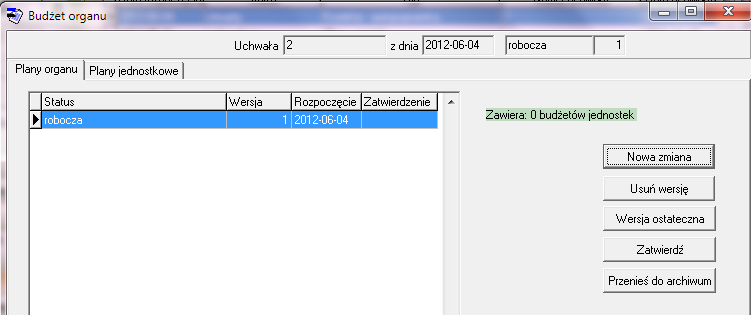 Budżet organu
Uchwała 2 z dnia 2012-06-04 robocza 1
Plany organu Plany jednostkowe
Status Wersja Rozpoczęcie Zatwierdzenie
robocza 1 2012-06-04
Zawiera: 0 budżetów jednostek
Nowa zmiana
Usuń wersję
Wersja ostateczna
Zatwierdź
Przenieś do archiwum